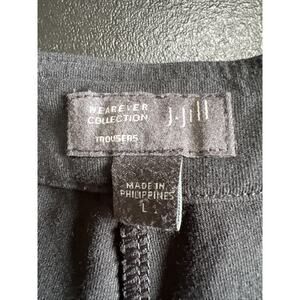 WEAREVER
COLLECTION
J.Jill
TROUSERS
MADE IN
PHILIPPINES
L